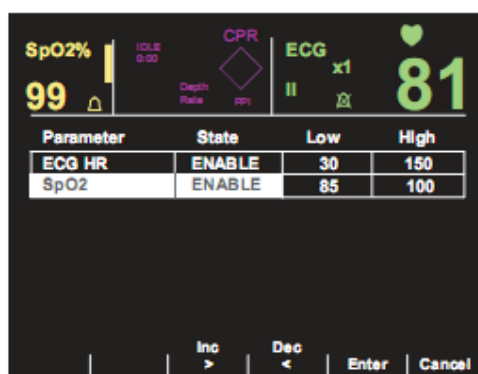 SpO2%
99
IDLE
0:00
CPR
Depth
Rate
PPI
ECG
x1
II
81
Parameter State Low High
ECG HR ENABLE 30 150
SpO2 ENABLE 85 100
Inc Dec
> < Enter Cancel